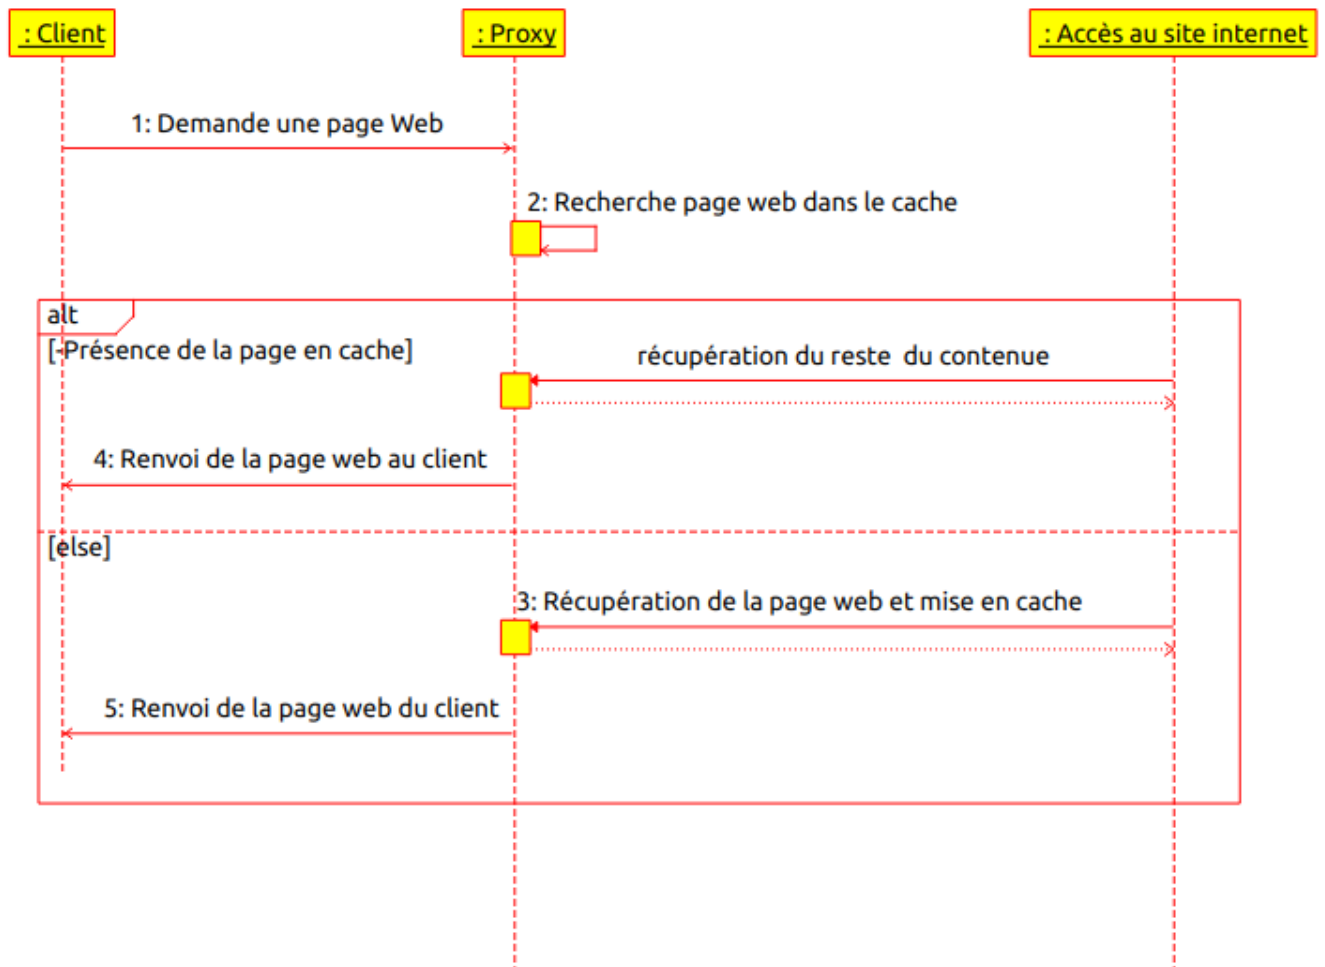 : Client
: Proxy
: Accès au site internet
1: Demande une page Web
2: Recherche page web dans le cache
alt
[-Présence de la page en cache]
récupération du reste  du contenue
4: Renvoi de la page web au client
[else]
3: Récupération de la page web et mise en cache
5: Renvoi de la page web du client